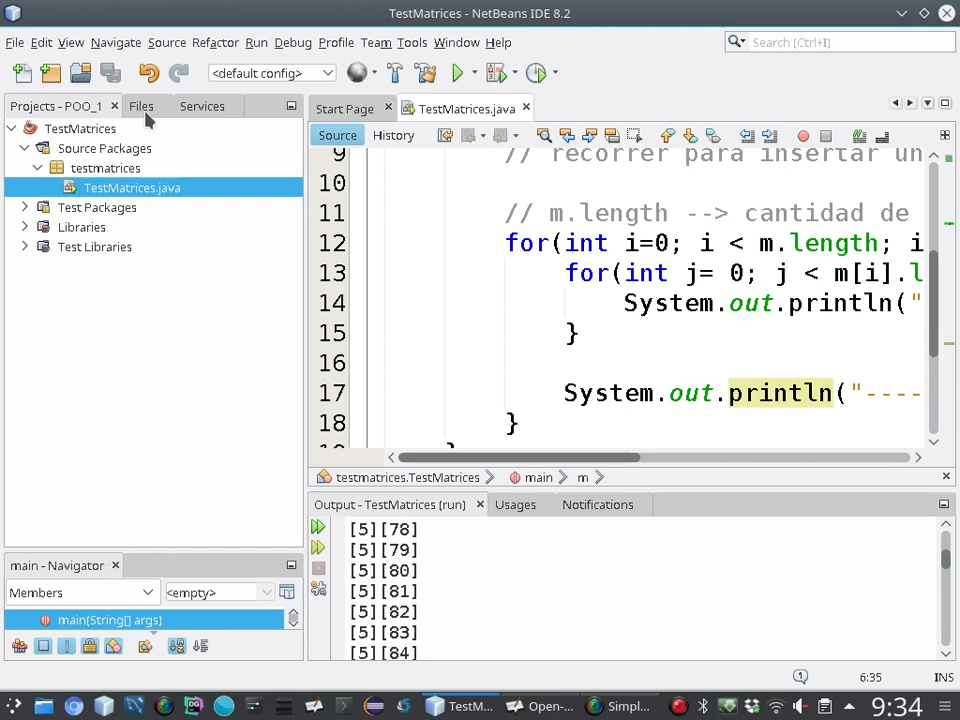 TestMatrices - NetBeans IDE 8.2
File Edit View Navigate Source Refactor Run Debug Profile Team Tools Window Help
Search (Ctrl+I)
<default config>
Projects - POO_1 Files Services
Start Page TestMatrices.java
TestMatrices
Source Packages
testmatrices
TestMatrices.java
Test Packages
Libraries
Test Libraries
Source History
9 // recorrer para insertar un
10
11 // m.length --> cantidad de
12 for(int i=0; i < m.length; i
13 for(int j= 0; j < m[i].l
14 System.out.println("
15 }
16
17 System.out.println("----
18 }
testmatrices.TestMatrices main m
Output - TestMatrices (run) Usages Notifications
[5][78]
[5][79]
[5][80]
[5][81]
[5][82]
[5][83]
[5][84]
main - Navigator
Members <empty>
main(String[] args)
6:35 INS
TestM... Open-... Simpl... 9:34